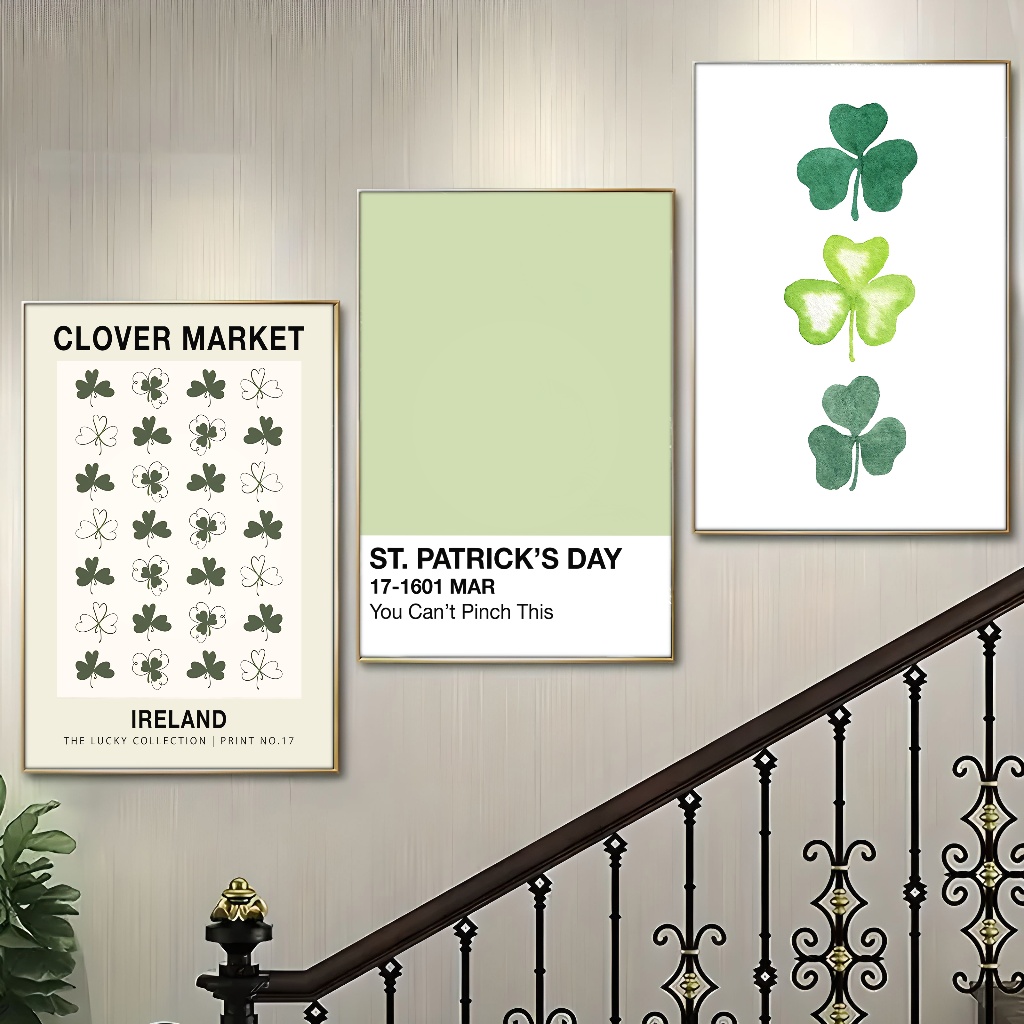 CLOVER MARKET
IRELAND
THE LUCKY COLLECTION | PRINT NO.17
ST. PATRICK'S DAY
17-1601 MAR
You Can't Pinch This